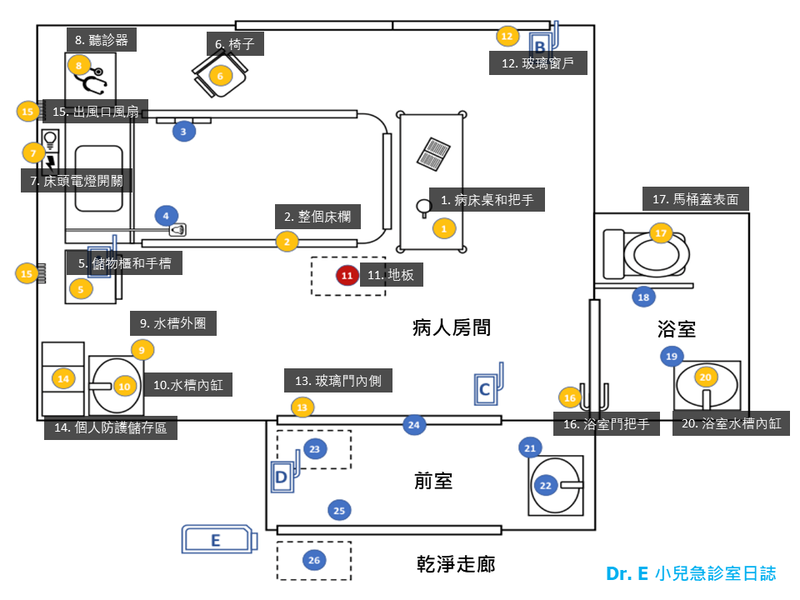 8. 聽診器
6. 椅子
12
B
12. 玻璃窗戶
8
6
15
15. 出風口風扇
3
7
7. 床頭電燈開關
1. 病床桌和把手
17. 馬桶蓋表面
4
2. 整個床欄
1
2
17
5. 儲物櫃和手槽
15
11
11. 地板
5
18
9. 水槽外圈
病人房間
浴室
9
19
14
10
10.水槽內缸
13. 玻璃門內側
C
20
16
13
14. 個人防護儲存區
24
16. 浴室門把手
20. 浴室水槽內缸
23
21
D
前室
22
25
E
26
乾淨走廊
Dr. E 小兒急診室日誌